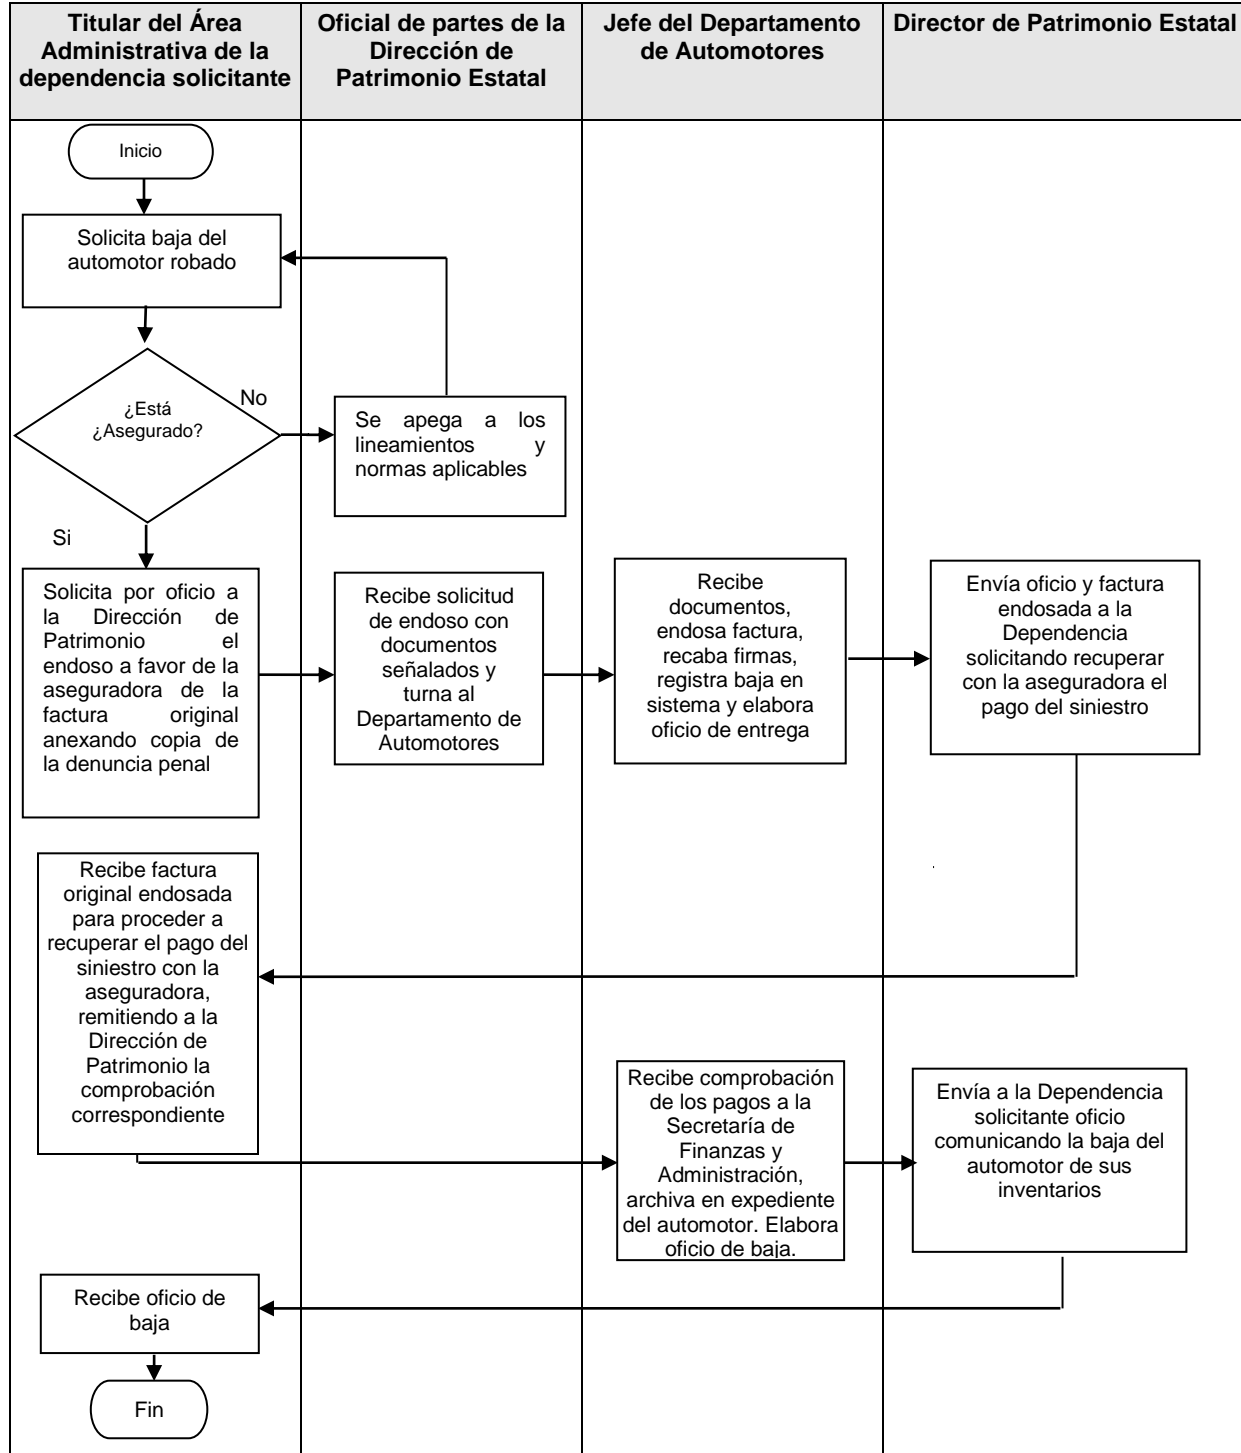 Titular del Área
Administrativa de la
dependencia solicitante
Oficial de partes de la
Dirección de
Patrimonio Estatal
Jefe del Departamento
de Automotores
Director de Patrimonio Estatal
Inicio
Solicita baja del
automotor robado
¿Está
¿Asegurado?
No
Se apega a los
lineamientos y
normas aplicables
Si
Solicita por oficio a
la Dirección de
Patrimonio el
endoso a favor de la
aseguradora de la
factura original
anexando copia de
la denuncia penal
Recibe solicitud
de endoso con
documentos
señalados y
turna al
Departamento de
Automotores
Recibe
documentos,
endosa factura,
recaba firmas,
registra baja en
sistema y elabora
oficio de entrega
Envía oficio y factura
endosada a la
Dependencia
solicitando recuperar
con la aseguradora el
pago del siniestro
Recibe factura
original endosada
para proceder a
recuperar el pago del
siniestro con la
aseguradora,
remitiendo a la
Dirección de
Patrimonio la
comprobación
correspondiente
Recibe comprobación
de los pagos a la
Secretaría de
Finanzas y
Administración,
archiva en expediente
del automotor. Elabora
oficio de baja.
Envía a la Dependencia
solicitante oficio
comunicando la baja del
automotor de sus
inventarios
Recibe oficio de
baja
Fin